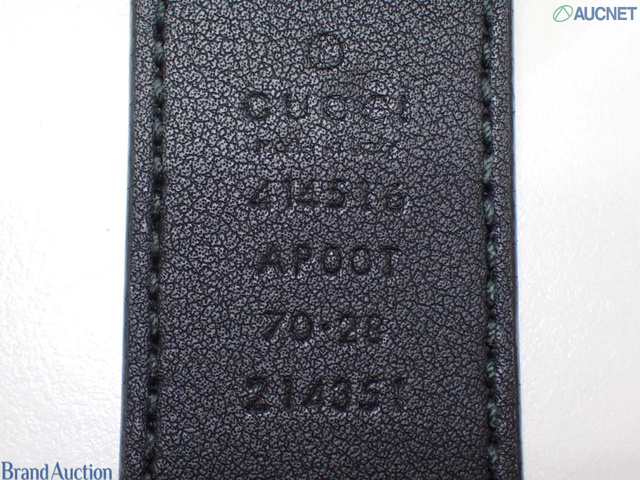 AUCNET
GUCCI
414516
AP00T
70·28
214351
Brand Auction